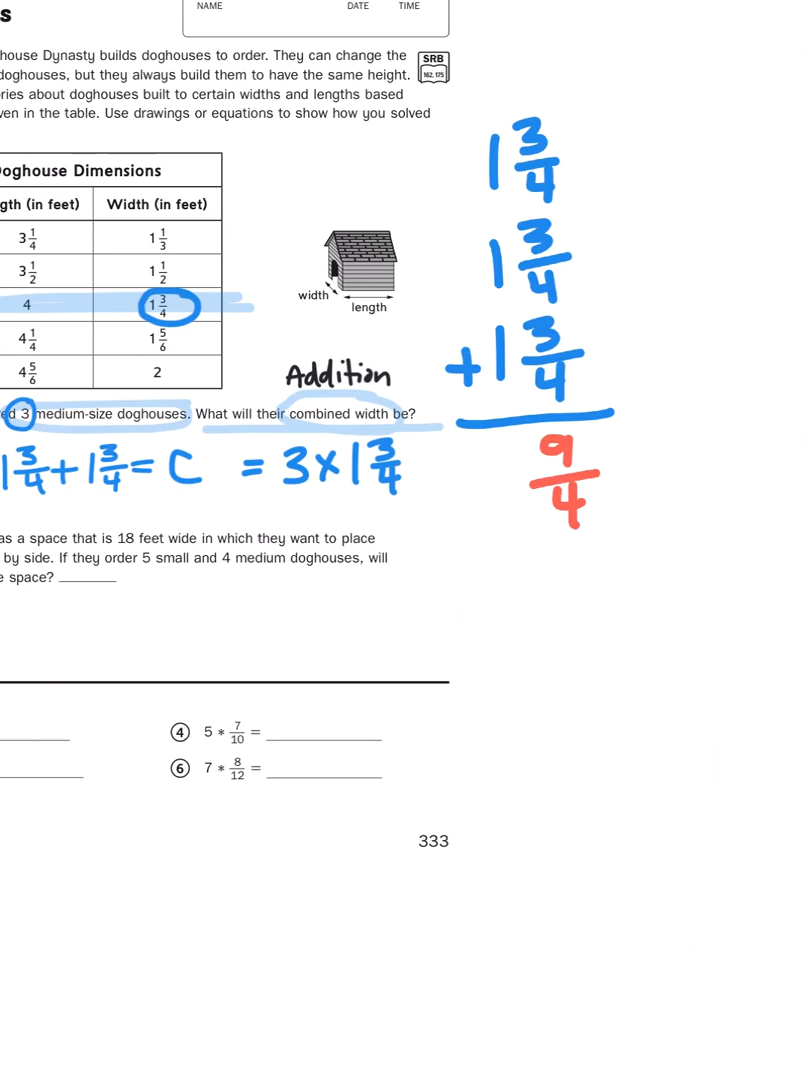 s
NAME DATE TIME
house Dynasty builds doghouses to order. They can change the
doghouses, but they always build them to have the same height.
SRB
162, 175
ries about doghouses built to certain widths and lengths based
ven in the table. Use drawings or equations to show how you solved
oghouse Dimensions
gth (in feet) Width (in feet)
3 1/4 1 1/3
3 1/2 1 1/2
4 1 3/4
4 1/4 1 5/6
4 5/6 2
width
length
Addition
ed 3 medium-size doghouses. What will their combined width be?
1 3/4 + 1 3/4 = C = 3 × 1 3/4
1 3/4
1 3/4
+ 1 3/4
9/4
as a space that is 18 feet wide in which they want to place
by side. If they order 5 small and 4 medium doghouses, will
e space? ______
4 5 * 7/10 = ______
6 7 * 8/12 = ______
333